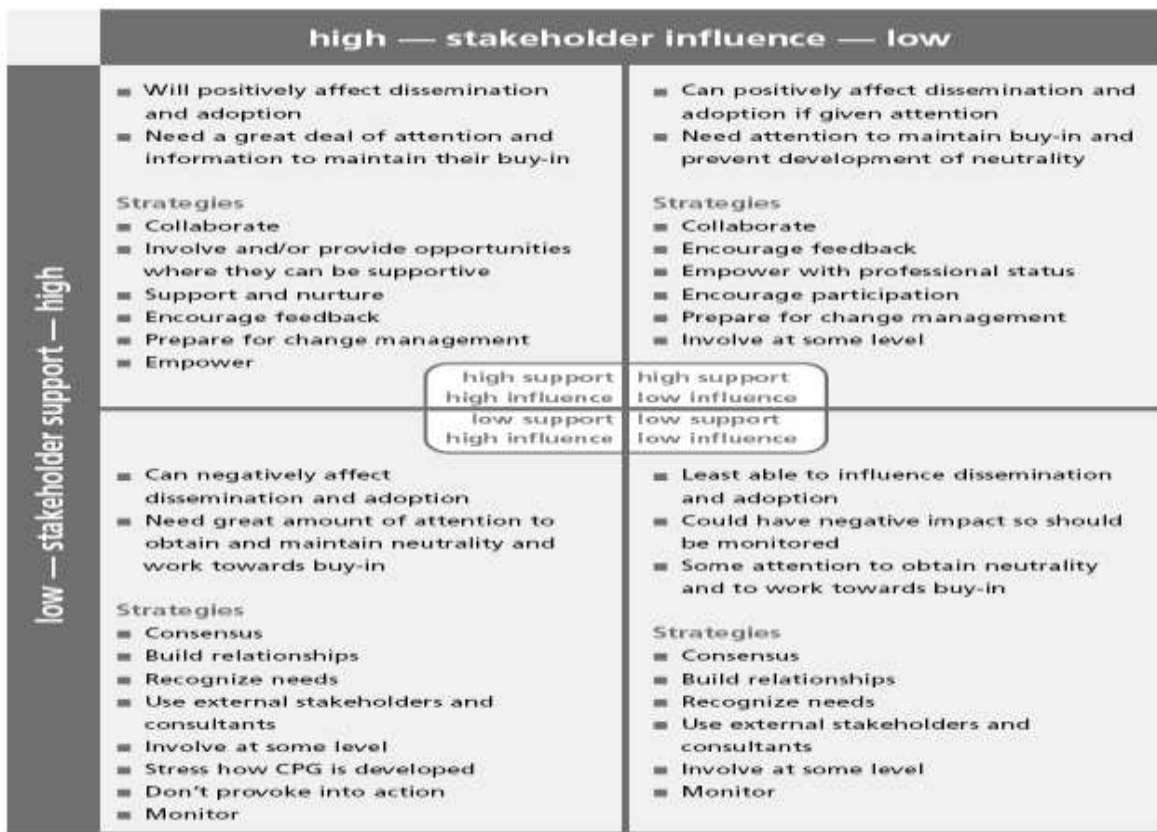 high — stakeholder influence — low
low — stakeholder support — high
■ Will positively affect dissemination
and adoption
■ Need a great deal of attention and
information to maintain their buy-in
Strategies
■ Collaborate
■ Involve and/or provide opportunities
where they can be supportive
■ Support and nurture
■ Encourage feedback
■ Prepare for change management
■ Empower
■ Can positively affect dissemination and
adoption if given attention
■ Need attention to maintain buy-in and
prevent development of neutrality
Strategies
■ Collaborate
■ Encourage feedback
■ Empower with professional status
■ Encourage participation
■ Prepare for change management
■ Involve at some level
high support
high influence
high support
low influence
low support
high influence
low support
low influence
■ Can negatively affect
dissemination and adoption
■ Need great amount of attention to
obtain and maintain neutrality and
work towards buy-in
Strategies
■ Consensus
■ Build relationships
■ Recognize needs
■ Use external stakeholders and
consultants
■ Involve at some level
■ Stress how CPG is developed
■ Don't provoke into action
■ Monitor
■ Least able to influence dissemination
and adoption
■ Could have negative impact so should
be monitored
■ Some attention to obtain neutrality
and to work towards buy-in
Strategies
■ Consensus
■ Build relationships
■ Recognize needs
■ Use external stakeholders and
consultants
■ Involve at some level
■ Monitor